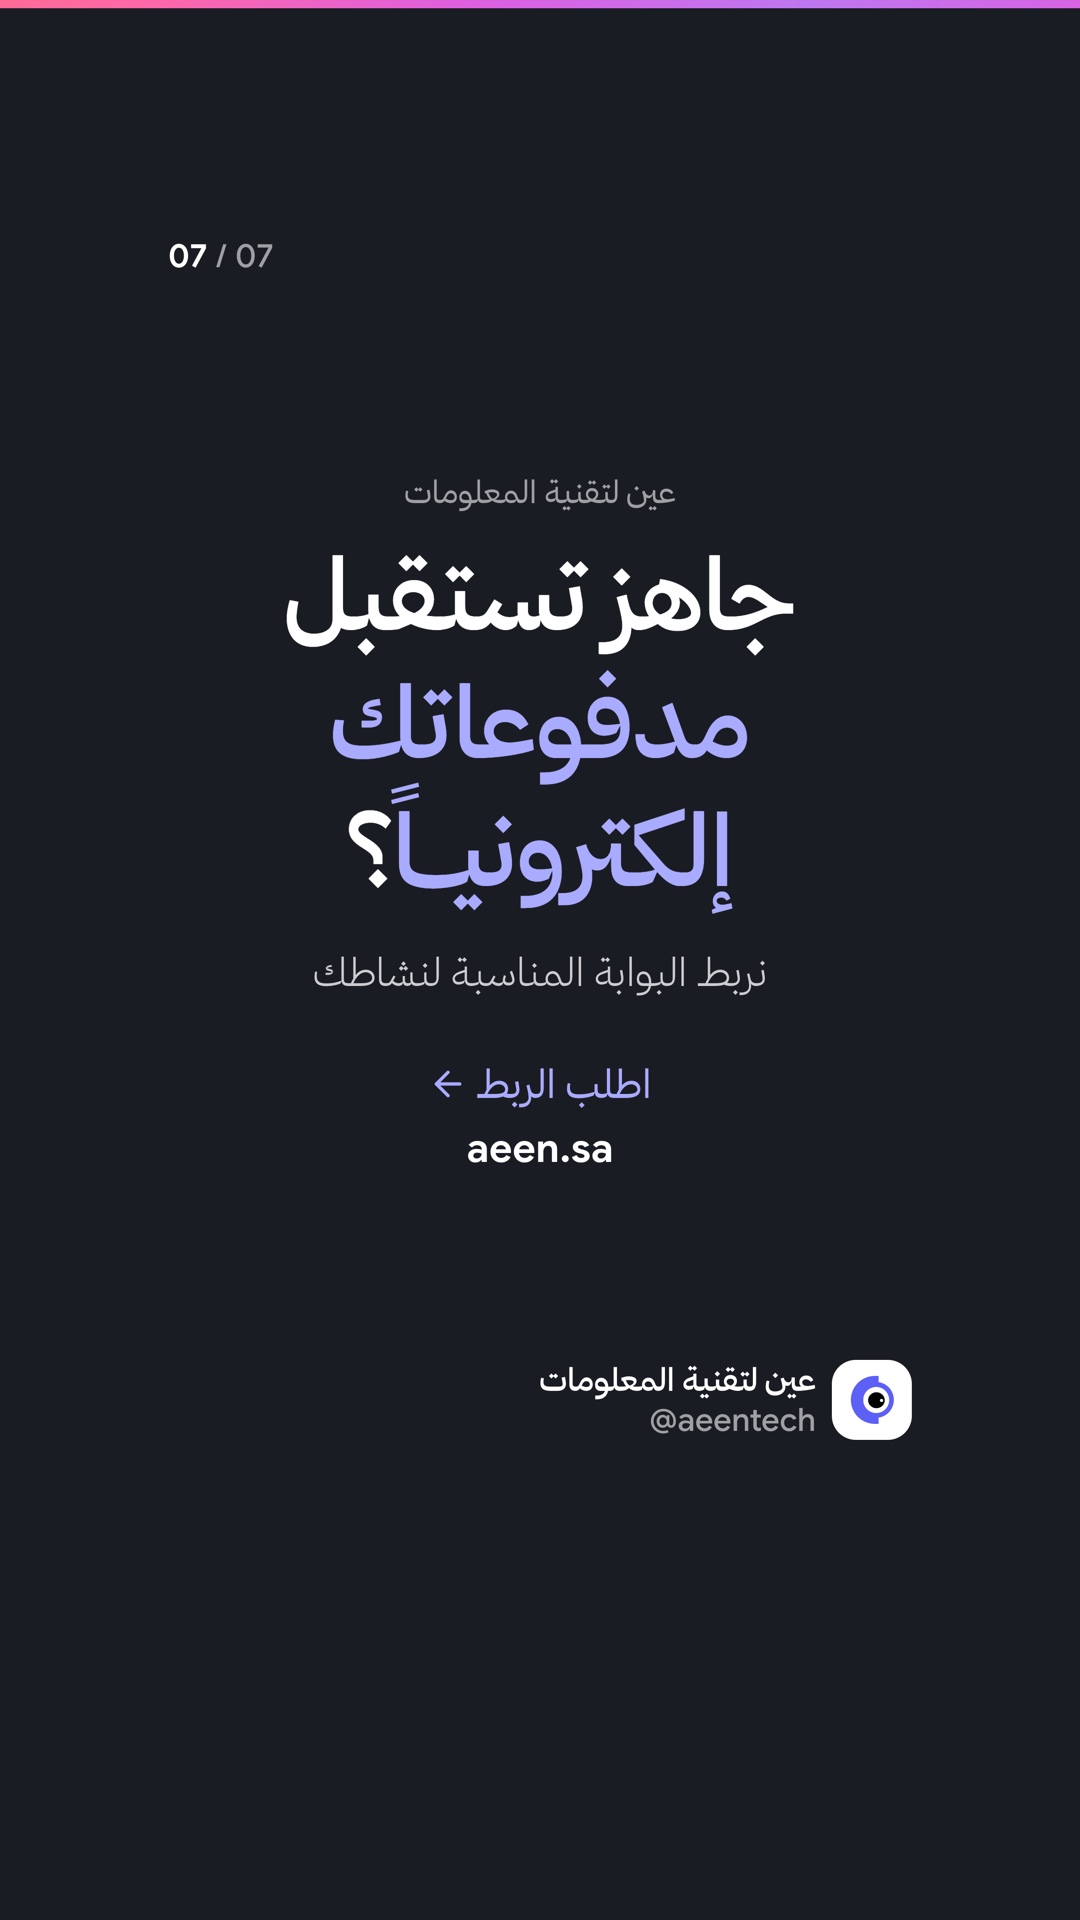 07 / 07
عين لتقنية المعلومات
جاهز تستقبل
مدفوعاتك
إلكترونيـاً؟
نربط البوابة المناسبة لنشاطك
اطلب الربط ←
aeen.sa
عين لتقنية المعلومات
@aeentech